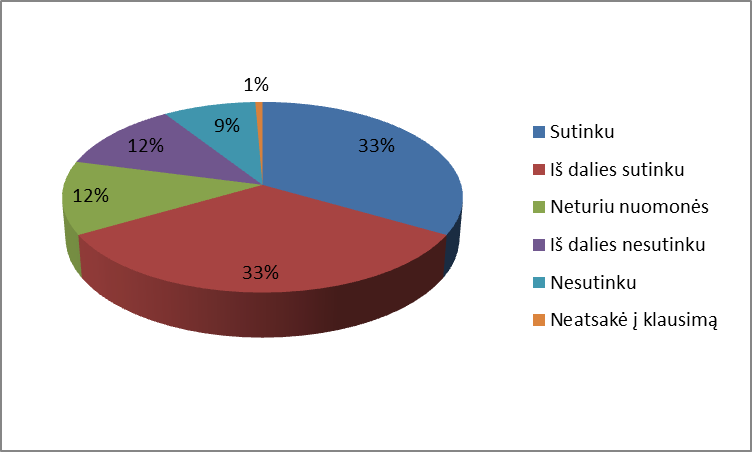 1%
9%
33%
12%
12%
33%
Sutinku
Iš dalies sutinku
Neturiu nuomonės
Iš dalies nesutinku
Nesutinku
Neatsakė į klausimą